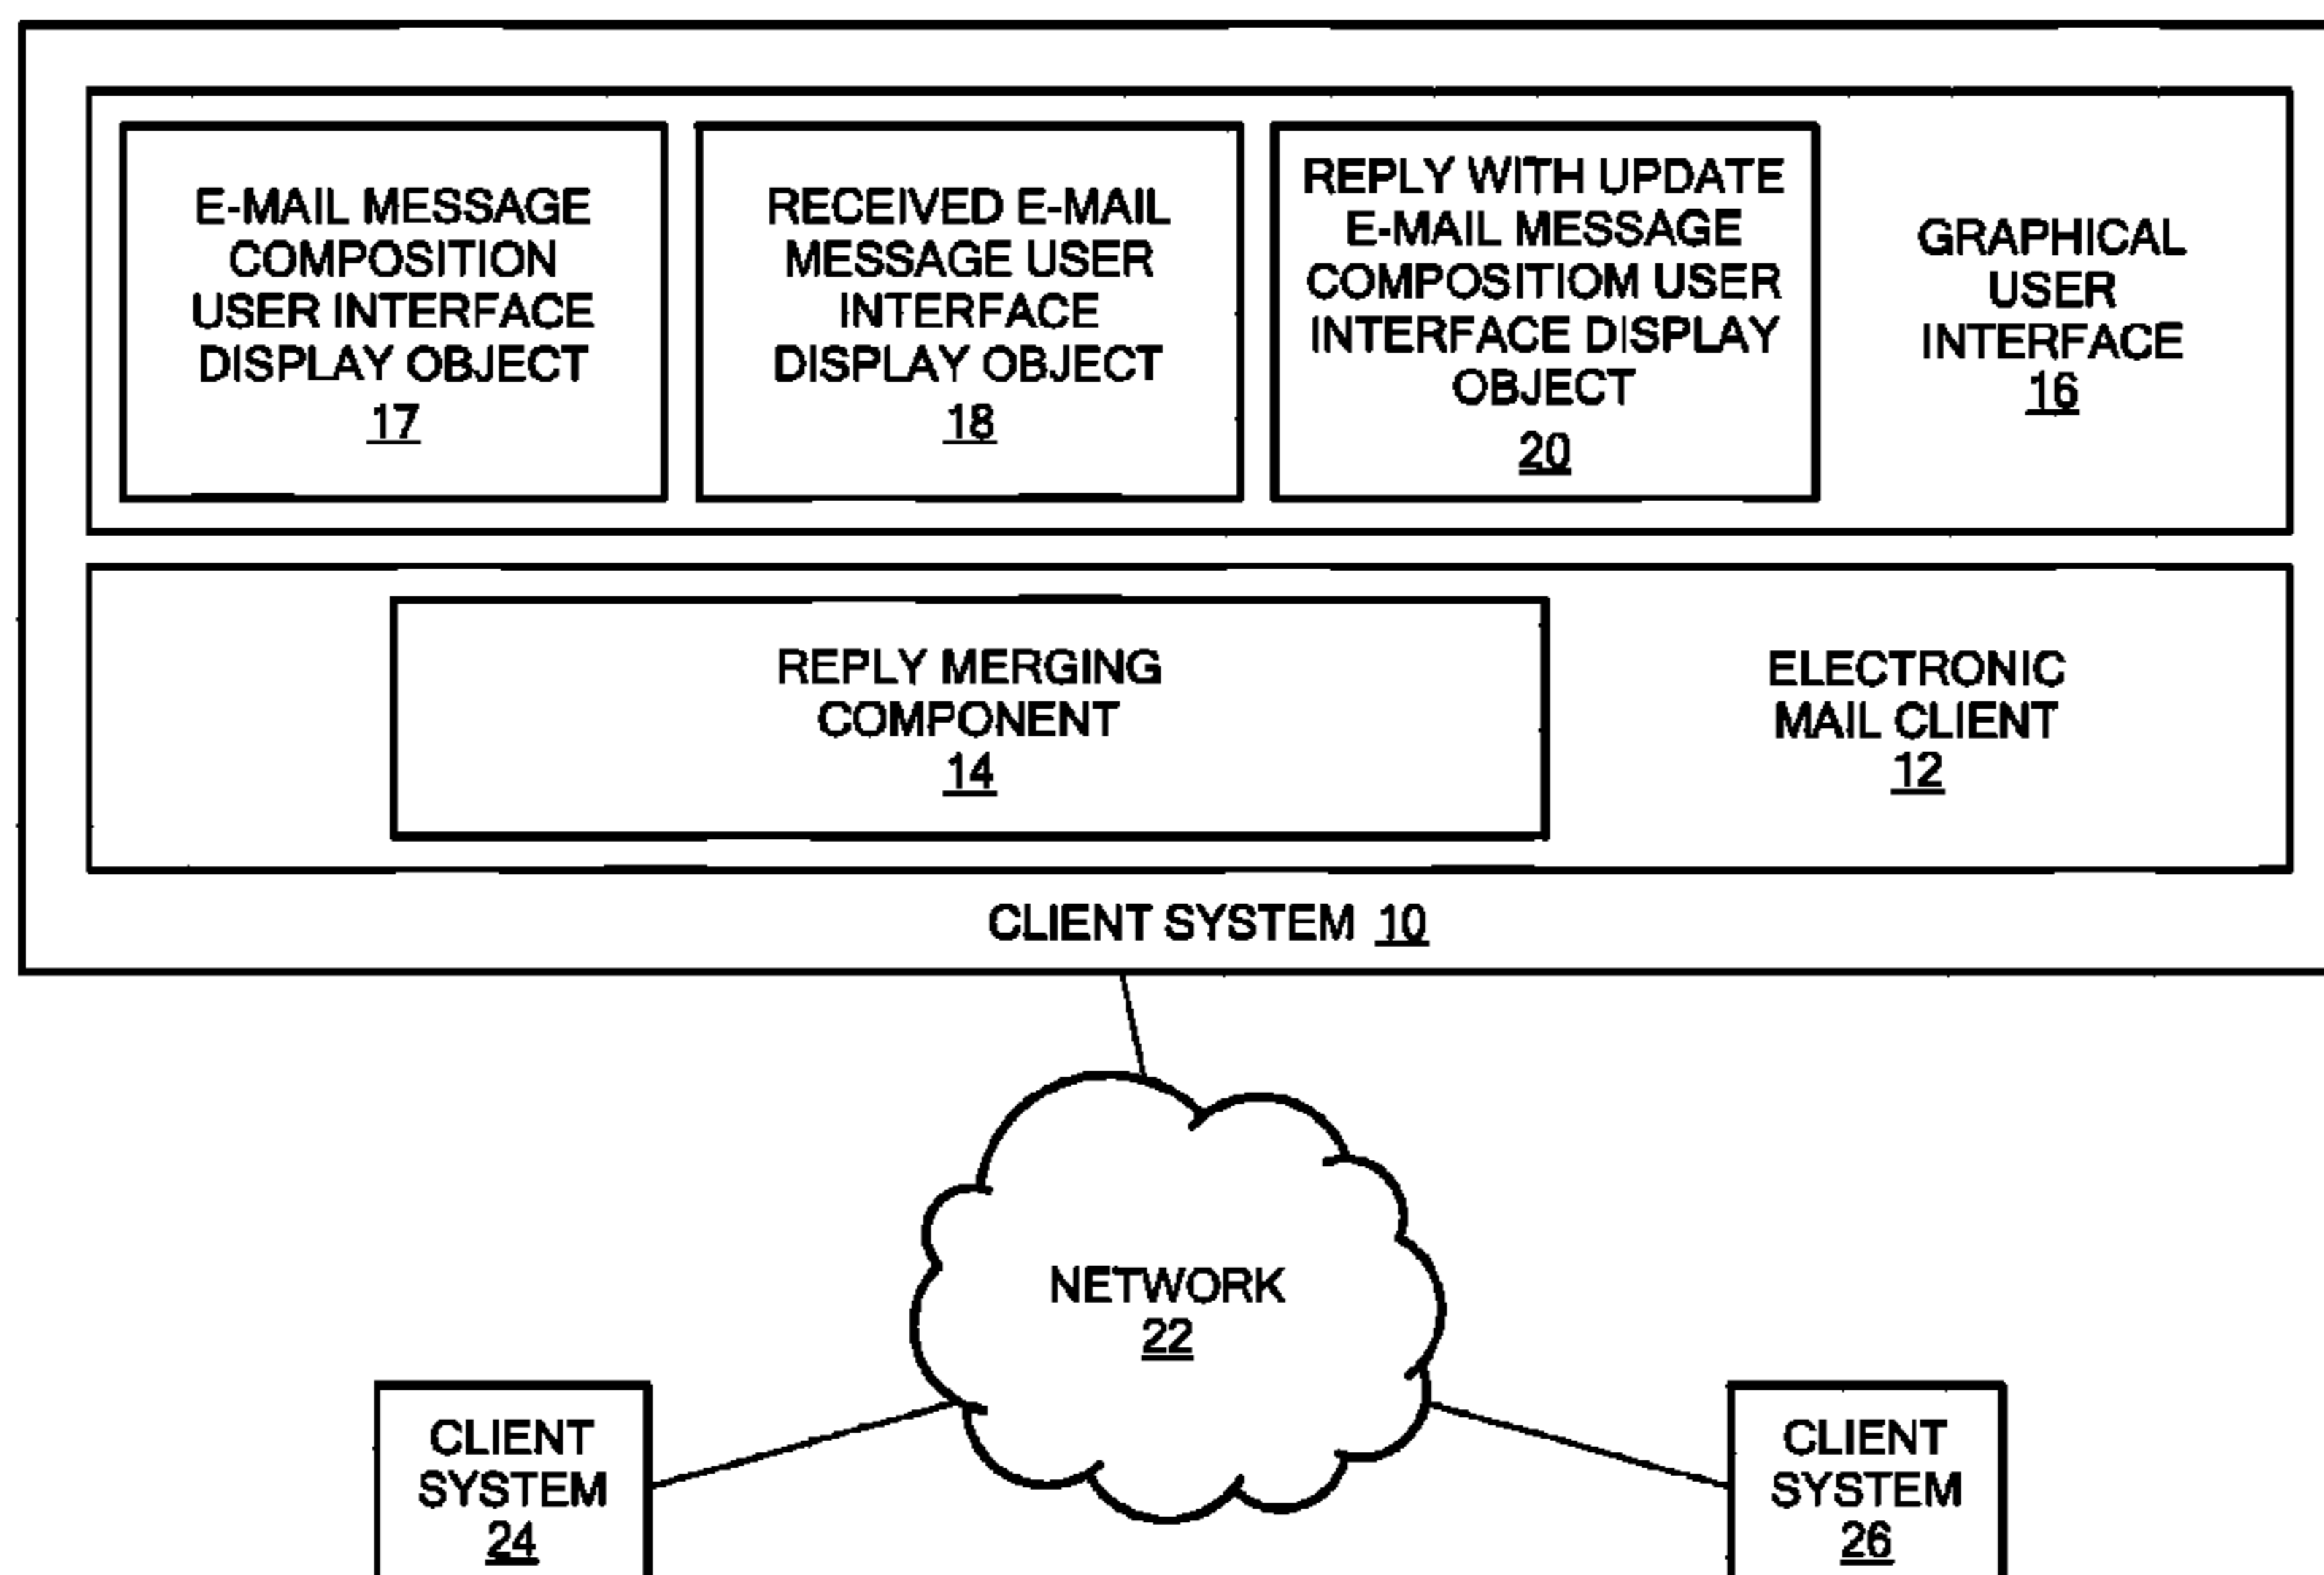 E-MAIL MESSAGE
COMPOSITION
USER INTERFACE
DISPLAY OBJECT
17
RECEIVED E-MAIL
MESSAGE USER
INTERFACE
DISPLAY OBJECT
18
REPLY WITH UPDATE
E-MAIL MESSAGE
COMPOSITIOM USER
INTERFACE DISPLAY
OBJECT
20
GRAPHICAL
USER
INTERFACE
16
REPLY MERGING
COMPONENT
14
ELECTRONIC
MAIL CLIENT
12
CLIENT SYSTEM 10
NETWORK
22
CLIENT
SYSTEM
24
CLIENT
SYSTEM
26